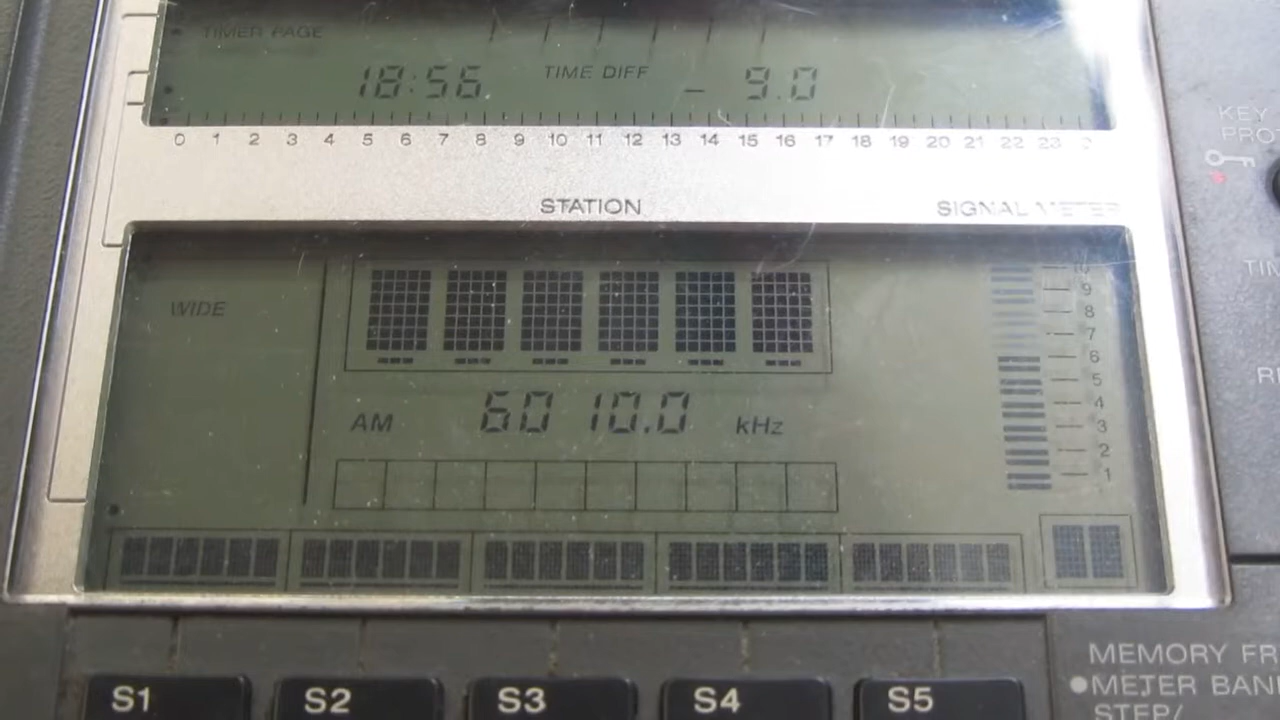 TIMER PAGE
18:56 TIME DIFF - 9.0
0 1 2 3 4 5 6 7 8 9 10 11 12 13 14 15 16 17 18 19 20 21 22 23
KEY
PRO
STATION SIGNAL METER
10
WIDE
9
8
7
6
5
4
3
2
1
AM 6010.0 kHz
MEMORY FR
●METER BAN
STEP/
S1 S2 S3 S4 S5